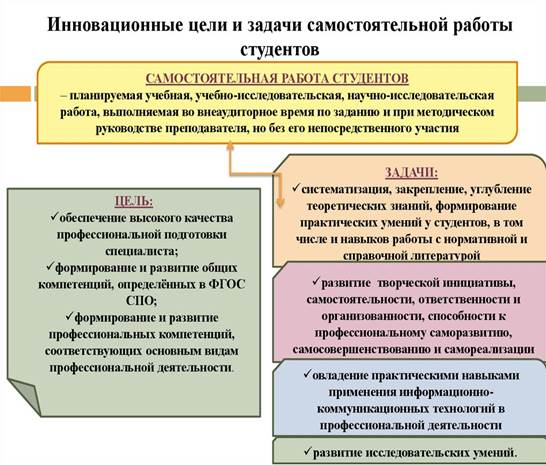 Инновационные цели и задачи самостоятельной работы
студентов
САМОСТОЯТЕЛЬНАЯ РАБОТА СТУДЕНТОВ
– планируемая учебная, учебно-исследовательская, научно-исследовательская
работа, выполняемая во внеаудиторное время по заданию и при методическом
руководстве преподавателя, но без его непосредственного участия
ЦЕЛЬ:
✓обеспечение высокого качества
профессиональной подготовки
специалиста;
✓формирование и развитие общих
компетенций, определённых в ФГОС
СПО;
✓формирование и развитие
профессиональных компетенций,
соответствующих основным видам
профессиональной деятельности.
ЗАДАЧИ:
✓систематизация, закрепление, углубление
теоретических знаний, формирование
практических умений у студентов, в том
числе и навыков работы с нормативной и
справочной литературой
✓развитие творческой инициативы,
самостоятельности, ответственности и
организованности, способности к
профессиональному саморазвитию,
самосовершенствованию и самореализации
✓овладение практическими навыками
применения информационно-
коммуникационных технологий в
профессиональной деятельности
✓развитие исследовательских умений.